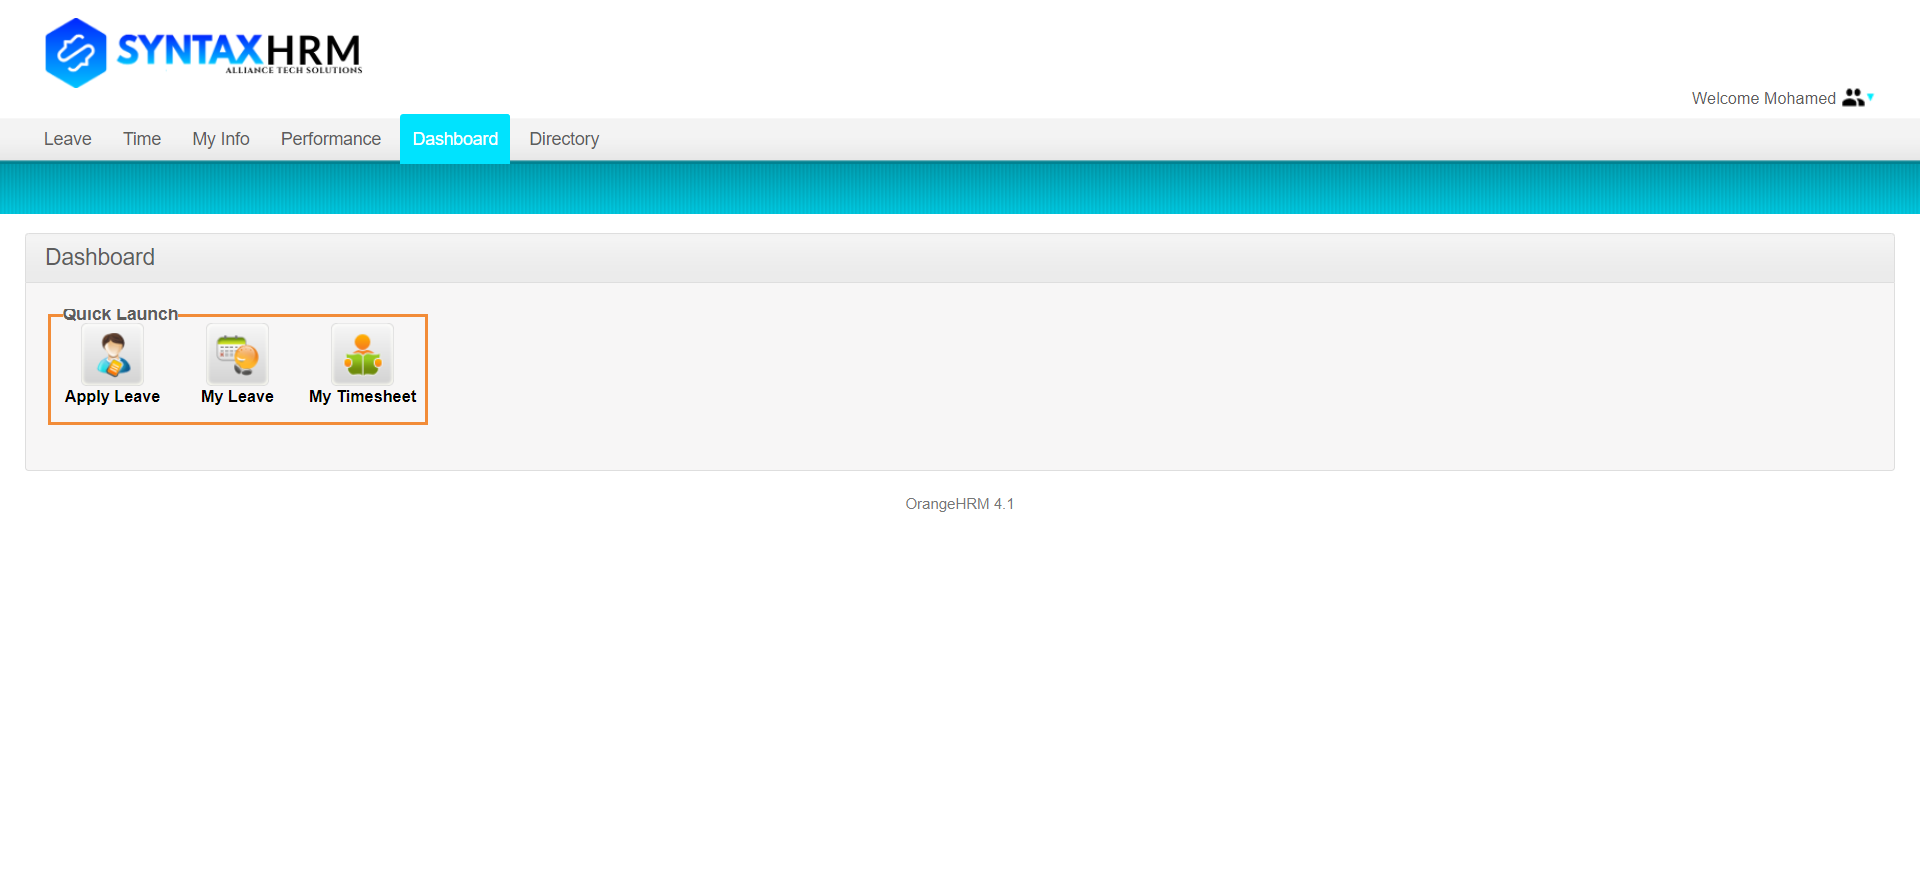 SYNTAXHRM
ALLIANCE TECH SOLUTIONS
Welcome Mohamed
Leave Time My Info Performance Dashboard Directory
Dashboard
Quick Launch
Apply Leave My Leave My Timesheet
OrangeHRM 4.1